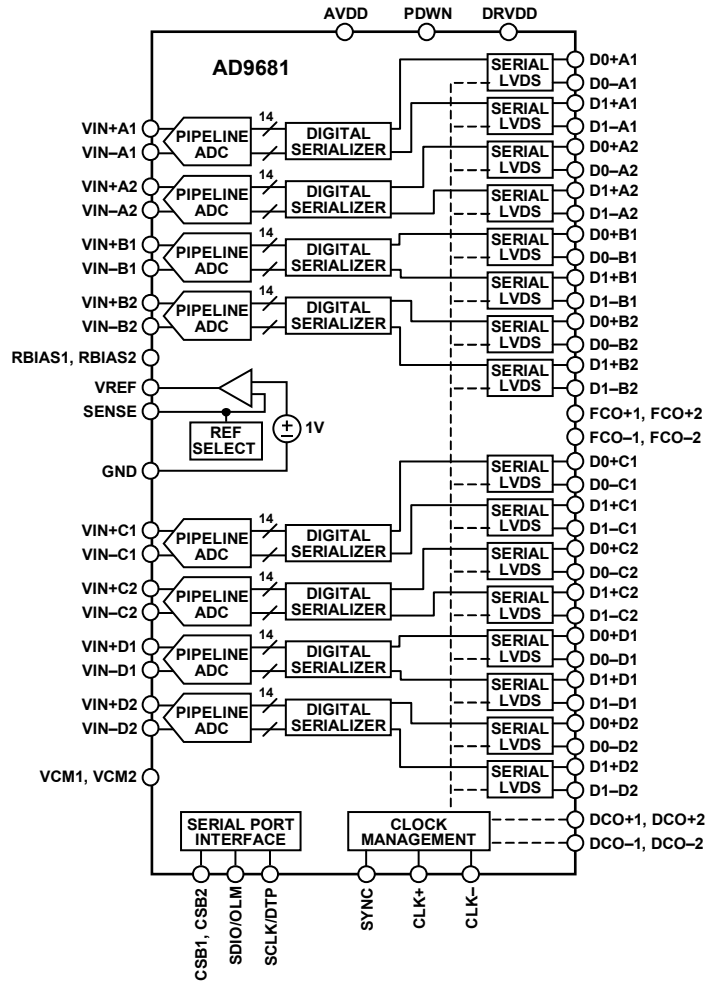 AVDD PDWN DRVDD
AD9681
VIN+A1
VIN–A1
PIPELINE
ADC
14
DIGITAL
SERIALIZER
SERIAL
LVDS
D0+A1
D0–A1
SERIAL
LVDS
D1+A1
D1–A1
VIN+A2
VIN–A2
PIPELINE
ADC
14
DIGITAL
SERIALIZER
SERIAL
LVDS
D0+A2
D0–A2
SERIAL
LVDS
D1+A2
D1–A2
VIN+B1
VIN–B1
PIPELINE
ADC
14
DIGITAL
SERIALIZER
SERIAL
LVDS
D0+B1
D0–B1
SERIAL
LVDS
D1+B1
D1–B1
VIN+B2
VIN–B2
PIPELINE
ADC
14
DIGITAL
SERIALIZER
SERIAL
LVDS
D0+B2
D0–B2
SERIAL
LVDS
D1+B2
D1–B2
RBIAS1, RBIAS2
VREF
SENSE
REF
SELECT
1V
GND
FCO+1, FCO+2
FCO–1, FCO–2
VIN+C1
VIN–C1
PIPELINE
ADC
14
DIGITAL
SERIALIZER
SERIAL
LVDS
D0+C1
D0–C1
SERIAL
LVDS
D1+C1
D1–C1
VIN+C2
VIN–C2
PIPELINE
ADC
14
DIGITAL
SERIALIZER
SERIAL
LVDS
D0+C2
D0–C2
SERIAL
LVDS
D1+C2
D1–C2
VIN+D1
VIN–D1
PIPELINE
ADC
14
DIGITAL
SERIALIZER
SERIAL
LVDS
D0+D1
D0–D1
SERIAL
LVDS
D1+D1
D1–D1
VIN+D2
VIN–D2
PIPELINE
ADC
14
DIGITAL
SERIALIZER
SERIAL
LVDS
D0+D2
D0–D2
SERIAL
LVDS
D1+D2
D1–D2
VCM1, VCM2
SERIAL PORT
INTERFACE
CLOCK
MANAGEMENT
DCO+1, DCO+2
DCO–1, DCO–2
CSB1, CSB2
SDIO/OLM
SCLK/DTP
SYNC
CLK+
CLK–